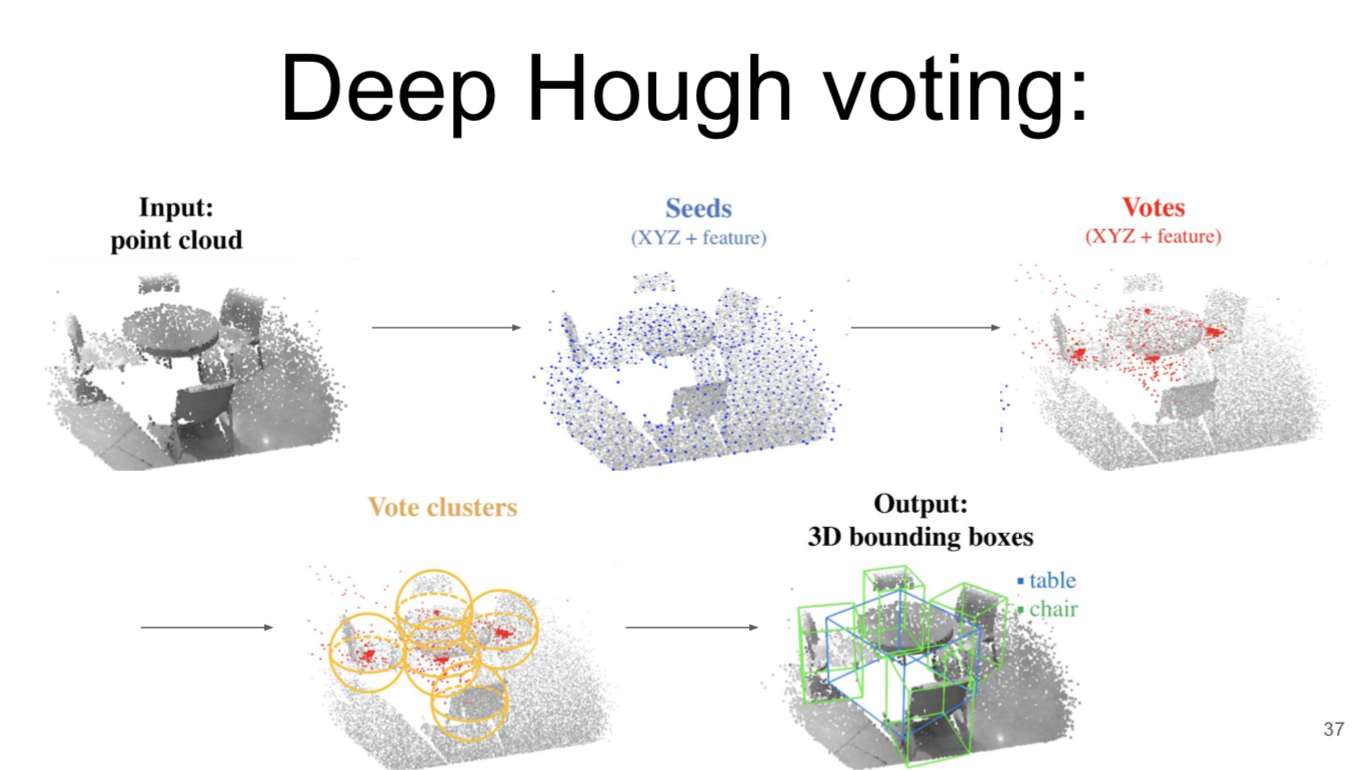 Deep Hough voting:
Input:
point cloud
Seeds
(XYZ + feature)
Votes
(XYZ + feature)
Vote clusters
Output:
3D bounding boxes
table
chair
37